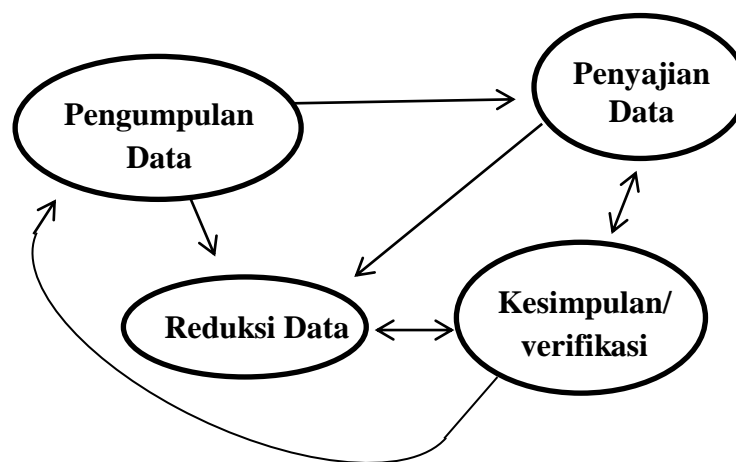 Pengumpulan
Data
Penyajian
Data
Reduksi Data
Kesimpulan/
verifikasi